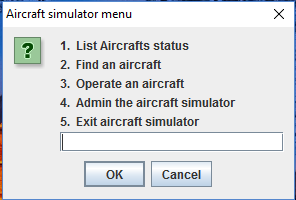 Aircraft simulator menu
?
1. List Aircrafts status
2. Find an aircraft
3. Operate an aircraft
4. Admin the aircraft simulator
5. Exit aircraft simulator
OK Cancel